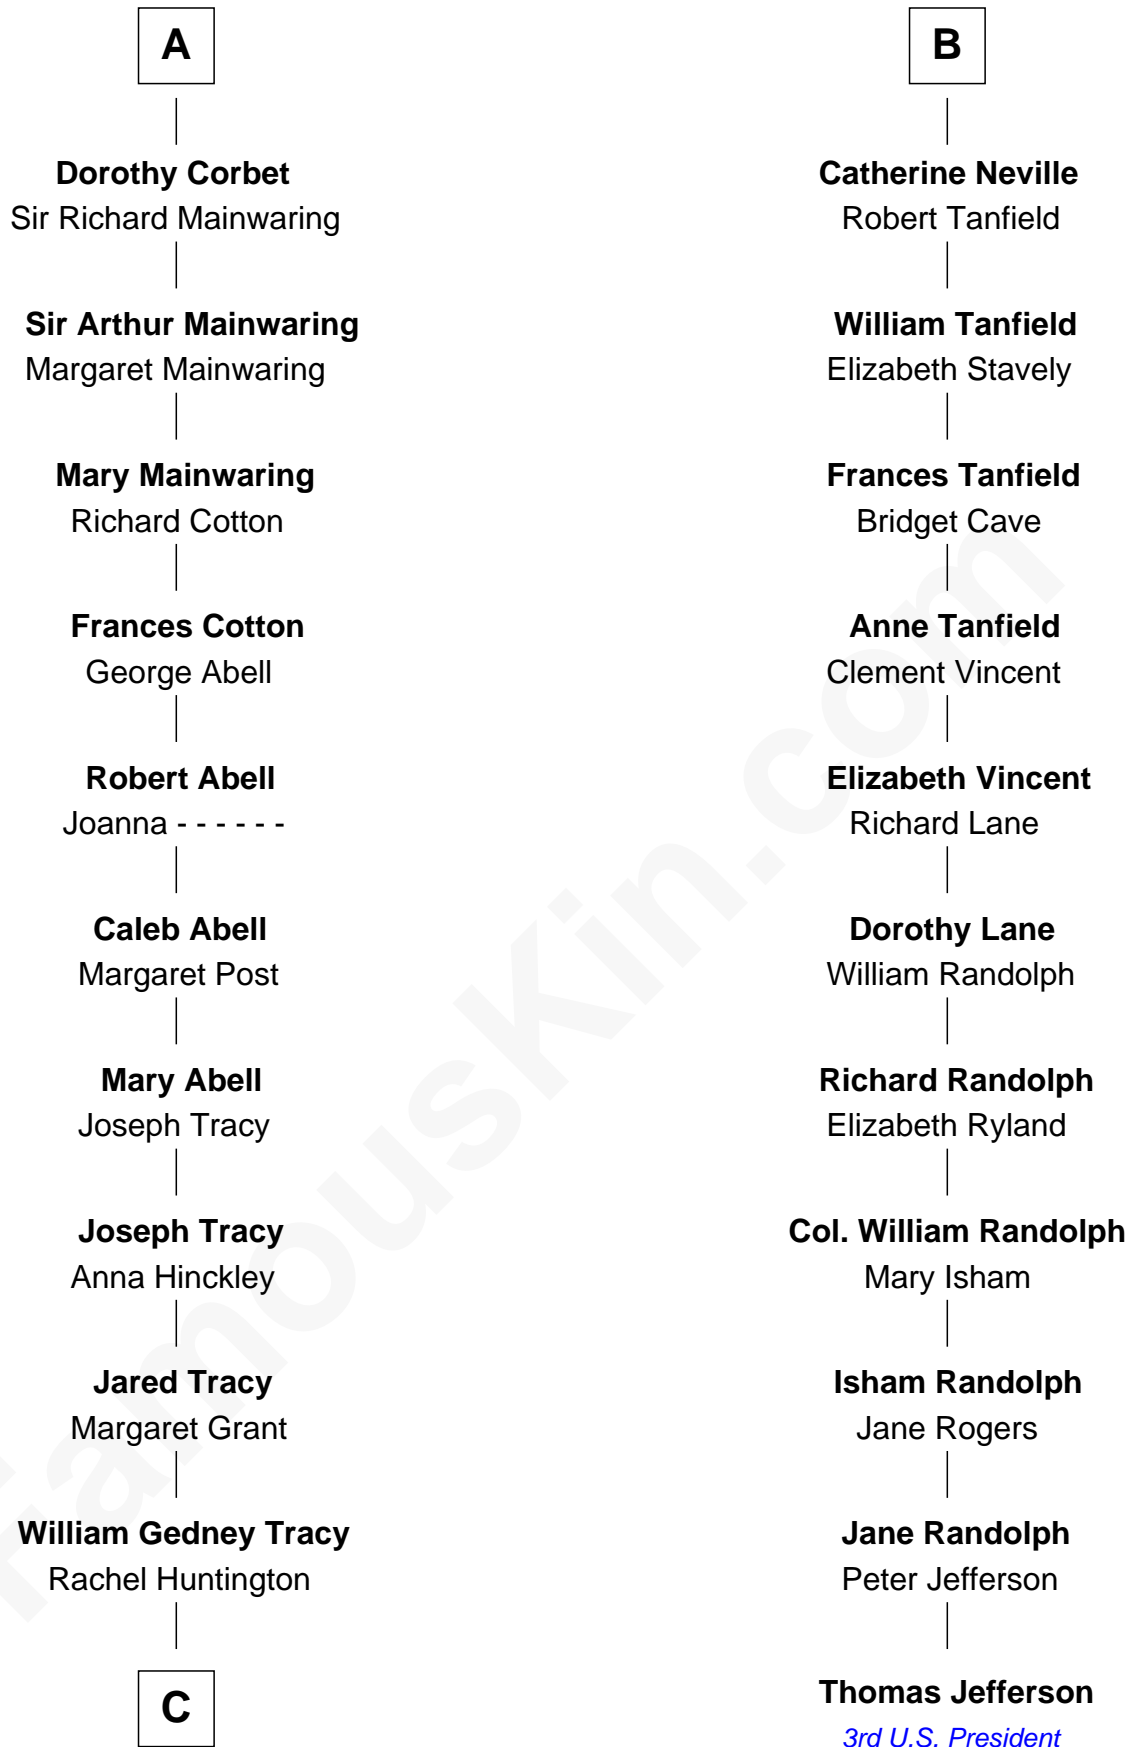 A
Dorothy Corbet
Sir Richard Mainwaring
Sir Arthur Mainwaring
Margaret Mainwaring
Mary Mainwaring
Richard Cotton
Frances Cotton
George Abell
Robert Abell
Joanna - - - - - -
Caleb Abell
Margaret Post
Mary Abell
Joseph Tracy
Joseph Tracy
Anna Hinckley
Jared Tracy
Margaret Grant
William Gedney Tracy
Rachel Huntington
C
B
Catherine Neville
Robert Tanfield
William Tanfield
Elizabeth Stavely
Frances Tanfield
Bridget Cave
Anne Tanfield
Clement Vincent
Elizabeth Vincent
Richard Lane
Dorothy Lane
William Randolph
Richard Randolph
Elizabeth Ryland
Col. William Randolph
Mary Isham
Isham Randolph
Jane Rogers
Jane Randolph
Peter Jefferson
Thomas Jefferson
3rd U.S. President
FamousKin.com